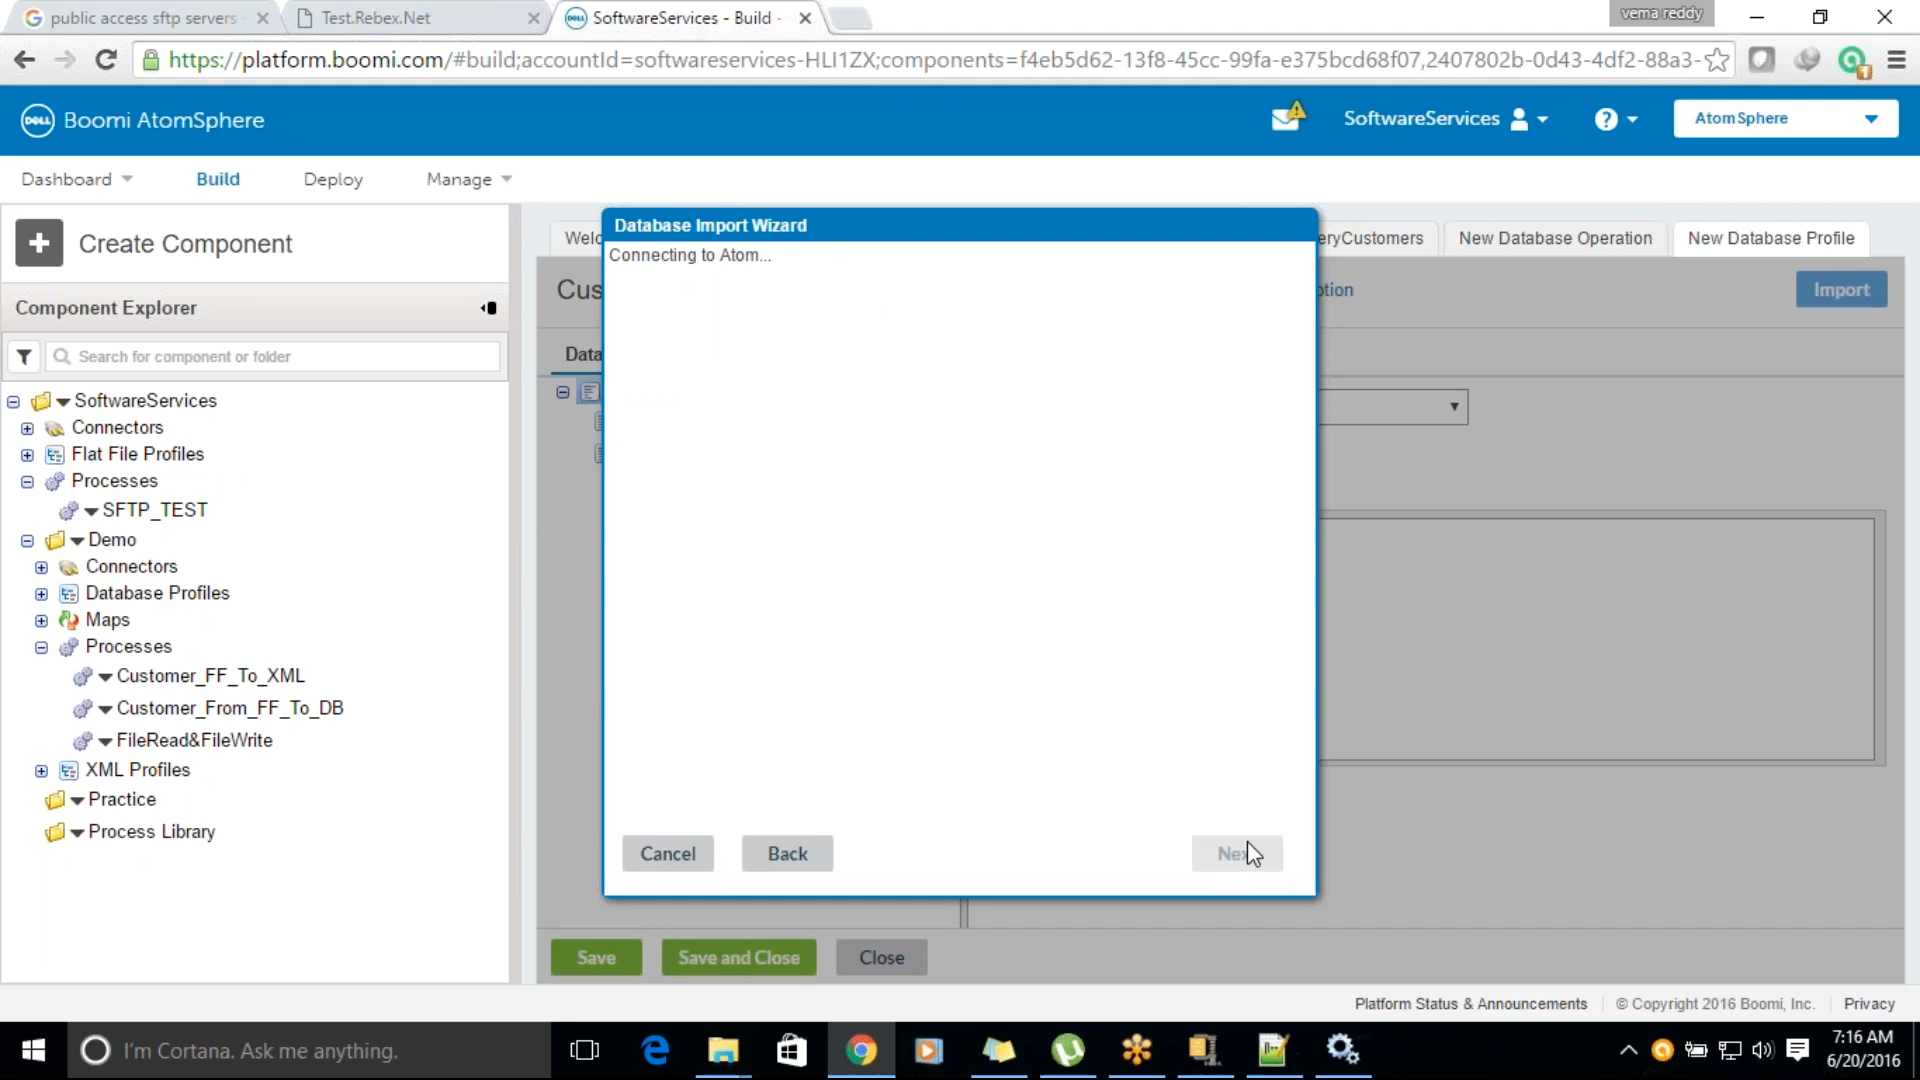 public access sftp servers
Test.Rebex.Net
SoftwareServices - Build -
vema reddy
https://platform.boomi.com/#build;accountId=softwareservices-HLI1ZX;components=f4eb5d62-13f8-45cc-99fa-e375bcd68f07,2407802b-0d43-4df2-88a3-
DELL
Boomi AtomSphere
SoftwareServices
?
AtomSphere
Dashboard
Build
Deploy
Manage
Create Component
Component Explorer
Search for component or folder
SoftwareServices
Connectors
Flat File Profiles
Processes
SFTP_TEST
Demo
Connectors
Database Profiles
Maps
Processes
Customer_FF_To_XML
Customer_From_FF_To_DB
FileRead&FileWrite
XML Profiles
Practice
Process Library
Welc
eryCustomers
New Database Operation
New Database Profile
Cus
ption
Import
Data
Database Import Wizard
Connecting to Atom...
Cancel
Back
Nex
Save
Save and Close
Close
Platform Status & Announcements
© Copyright 2016 Boomi, Inc.
Privacy
I'm Cortana. Ask me anything.
7:16 AM
6/20/2016